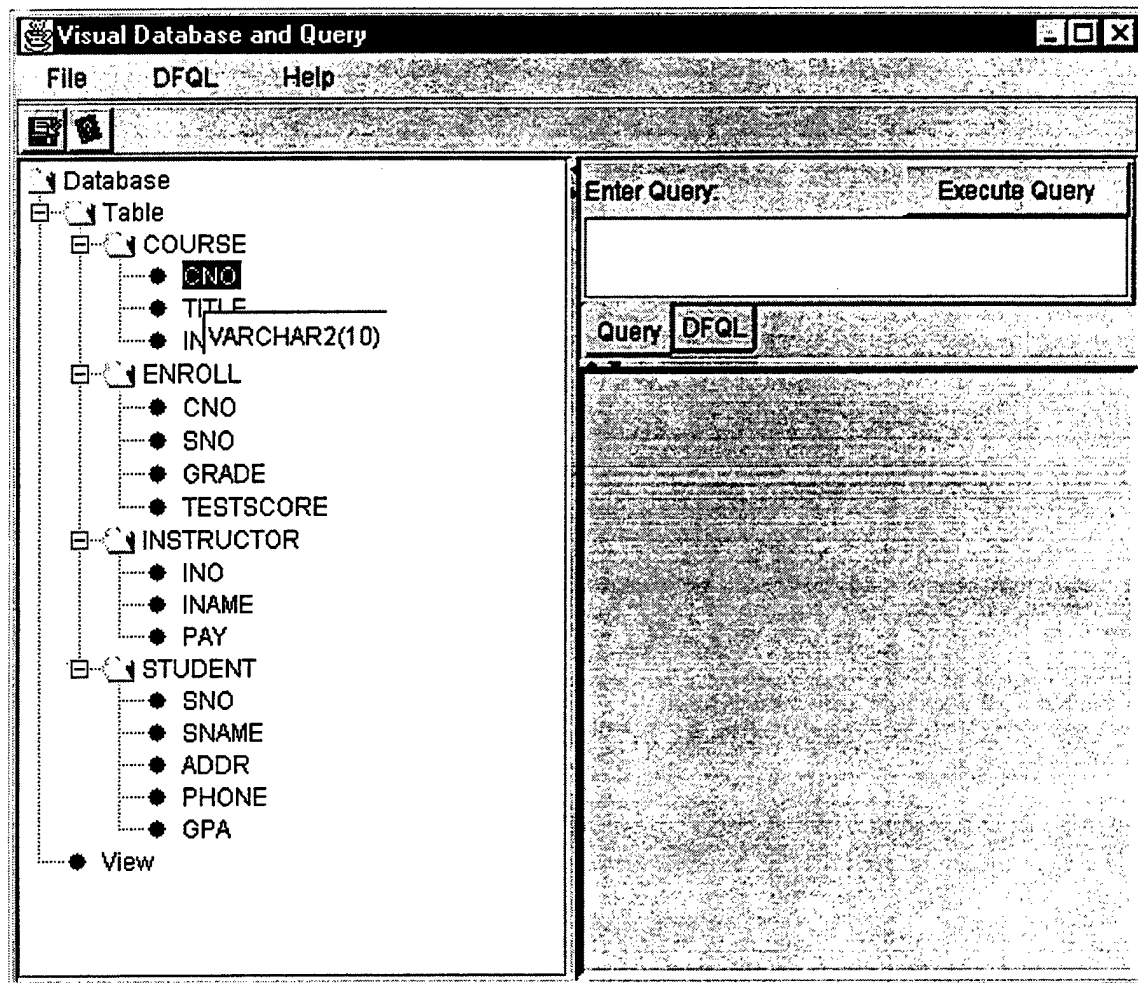 Visual Database and Query
File DFQL Help
Database
Table
COURSE
CNO
TITLE
IN
VARCHAR2(10)
ENROLL
CNO
SNO
GRADE
TESTSCORE
INSTRUCTOR
INO
INAME
PAY
STUDENT
SNO
SNAME
ADDR
PHONE
GPA
View
Enter Query: Execute Query
Query DFQL